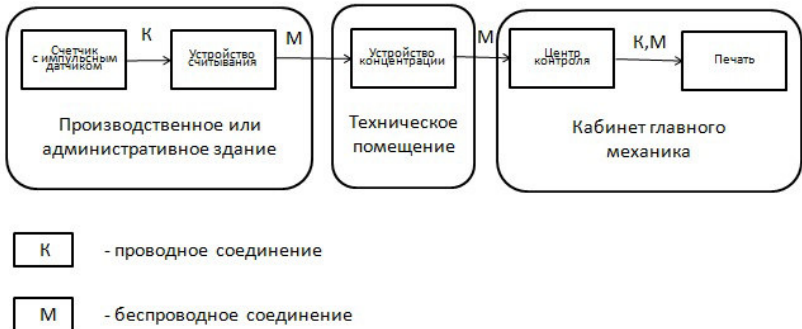 К
М
М
К,М
Счетчик
с импульсным
датчиком
Устройство
считывания
Устройство
концентрации
Центр
контроля
Печать
Производственное или
административное здание
Техническое
помещение
Кабинет главного
механика
К
- проводное соединение
М
- беспроводное соединение